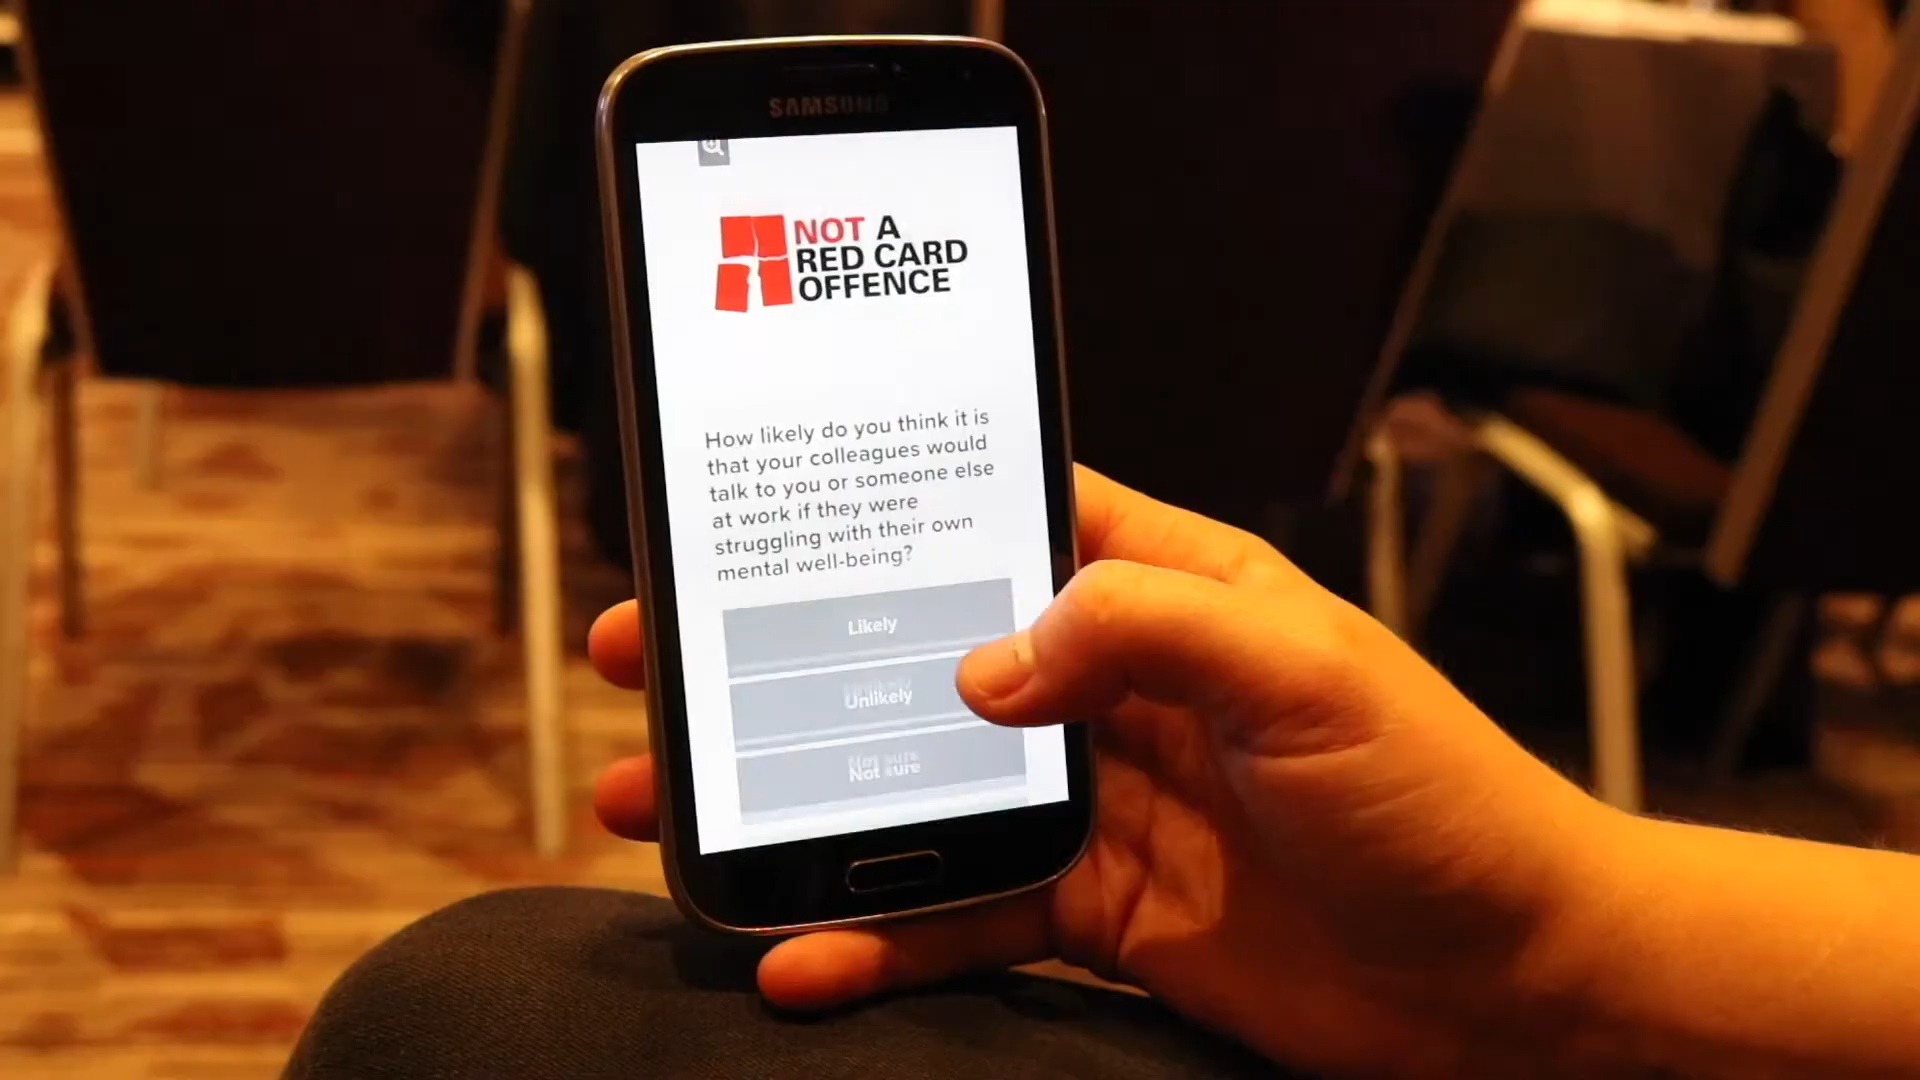 SAMSUNG
NOT A
RED CARD
OFFENCE
How likely do you think it is
that your colleagues would
talk to you or someone else
at work if they were
struggling with their own
mental well-being?
Likely
Unlikely
Not sure